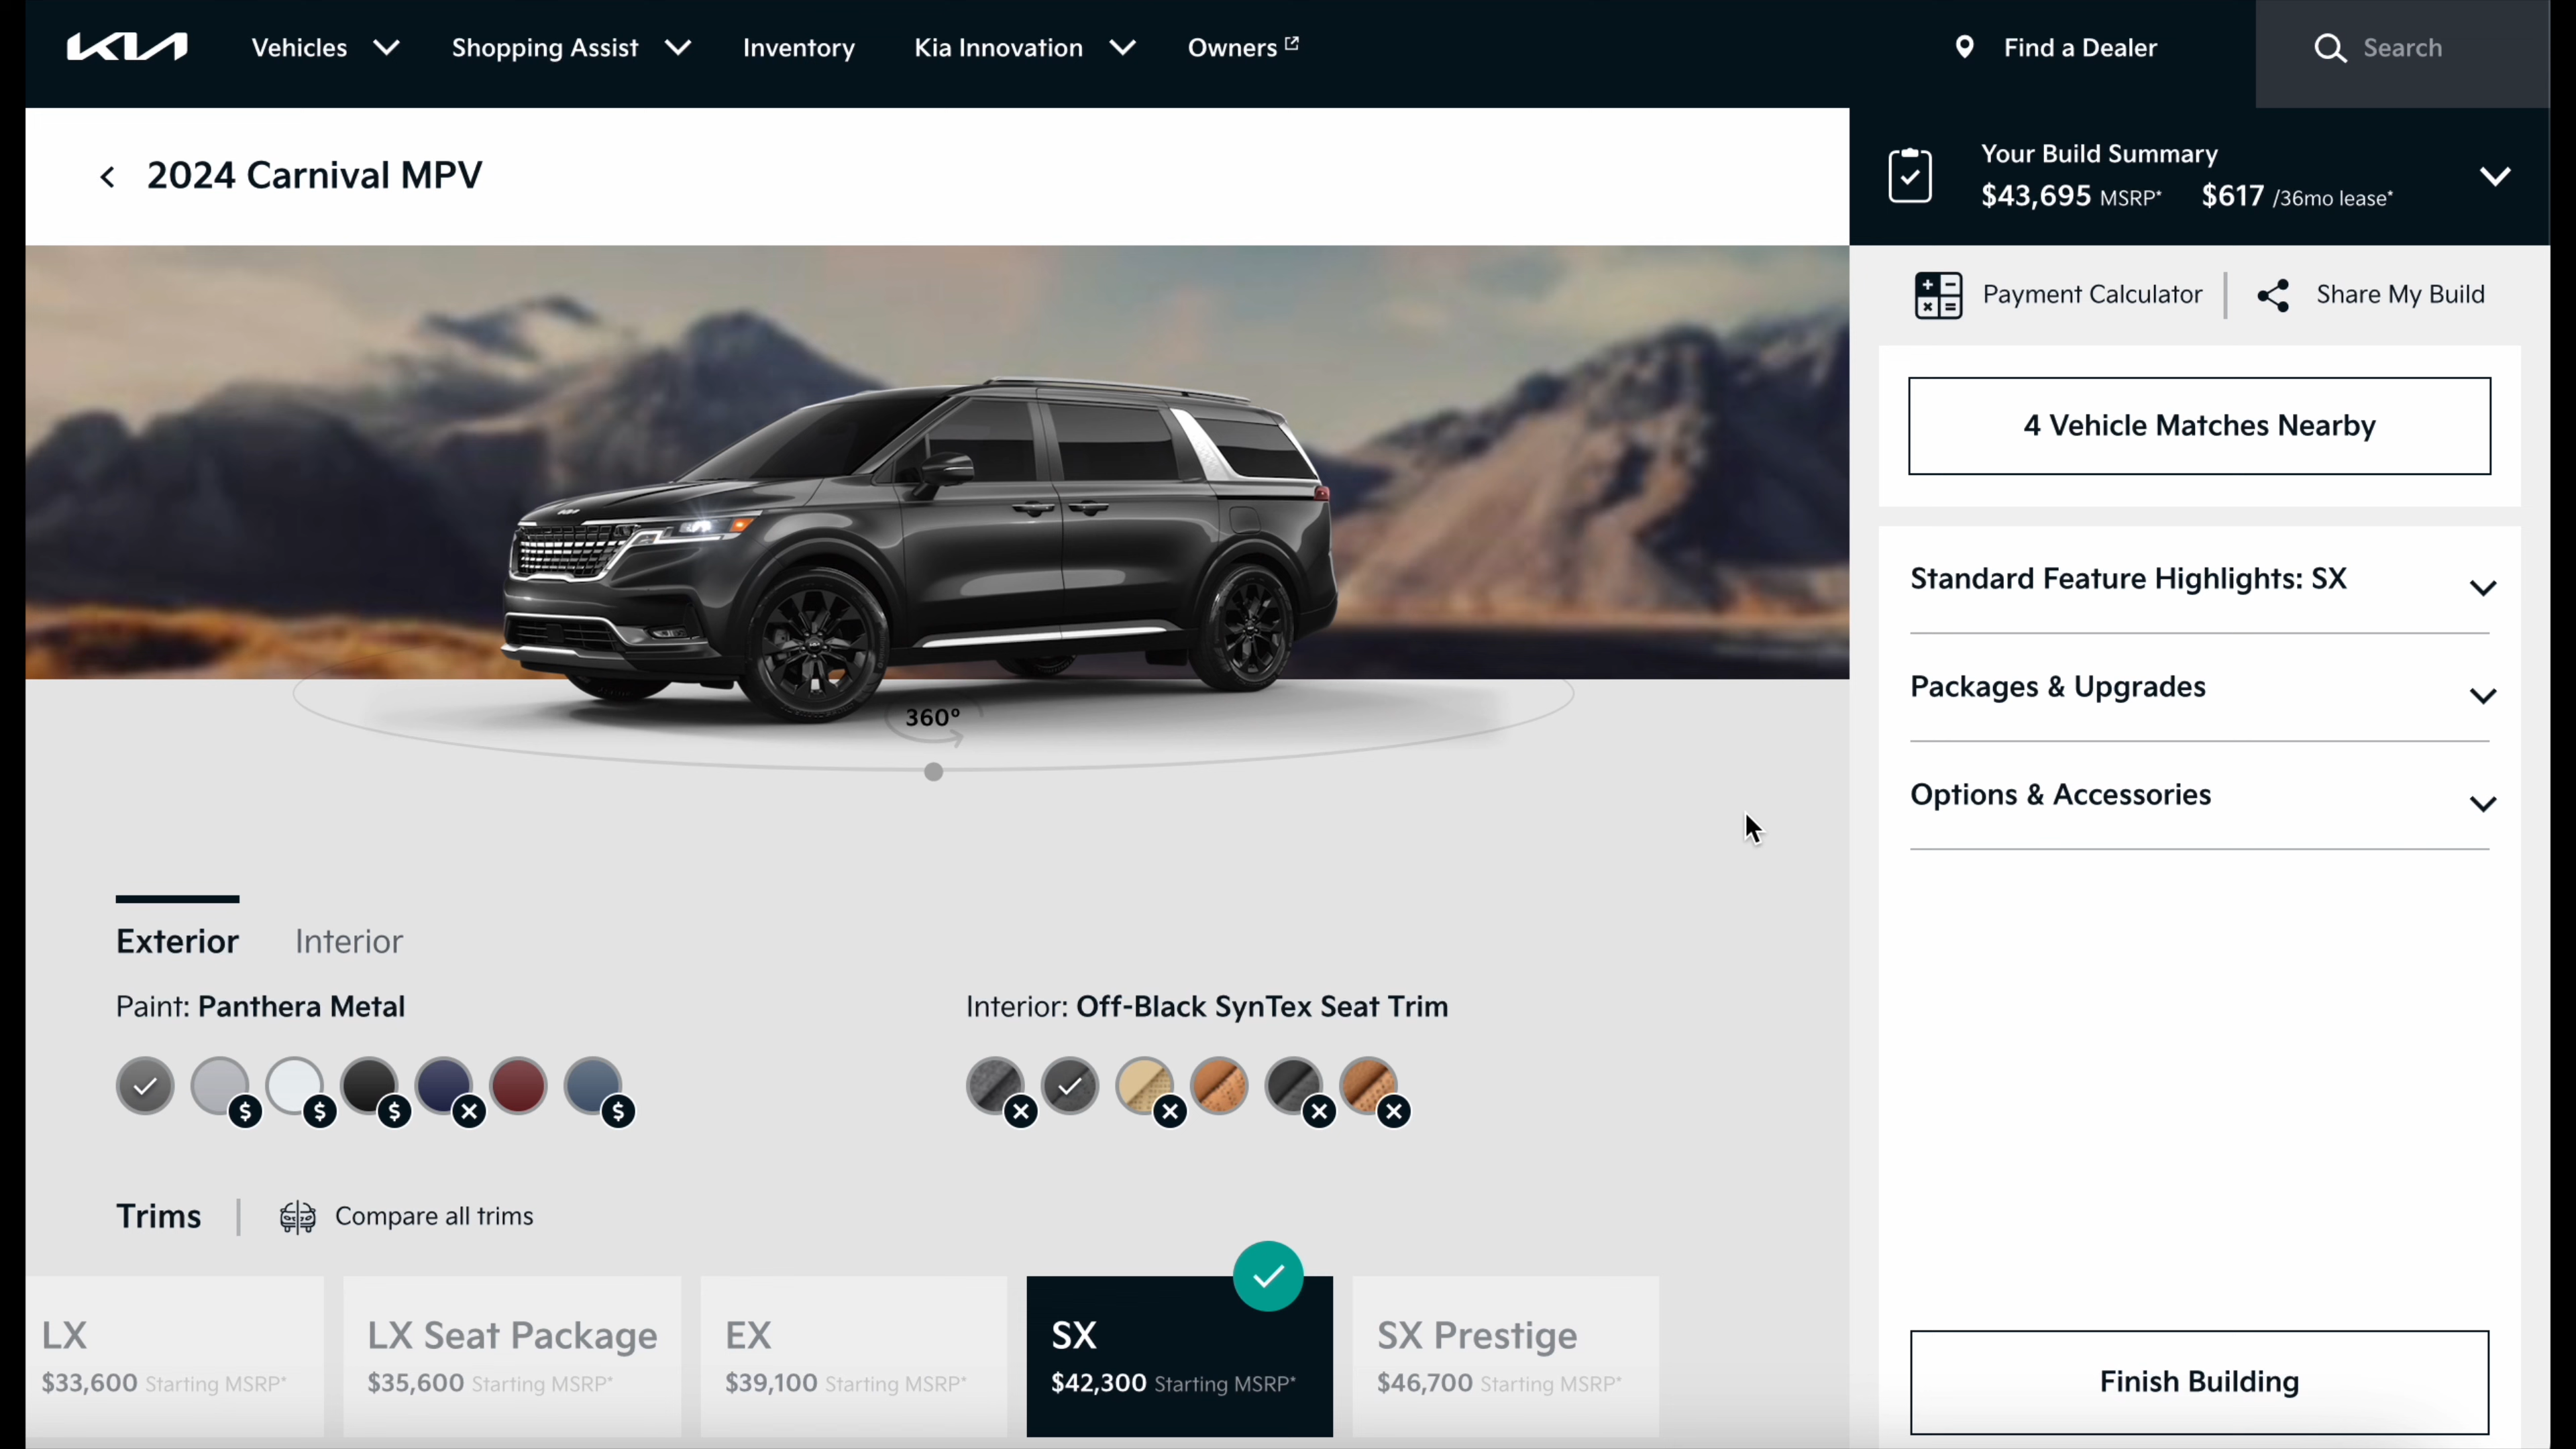 KIA Vehicles Shopping Assist Inventory Kia Innovation Owners Find a Dealer Search
2024 Carnival MPV
Your Build Summary
$43,695 MSRP* $617 /36mo lease*
Payment Calculator Share My Build
4 Vehicle Matches Nearby
Standard Feature Highlights: SX
Packages & Upgrades
Options & Accessories
360º
Exterior Interior
Paint: Panthera Metal
$ $ $ $
Interior: Off-Black SynTex Seat Trim
Trims Compare all trims
LX
$33,600 Starting MSRP*
LX Seat Package
$35,600 Starting MSRP*
EX
$39,100 Starting MSRP*
SX
$42,300 Starting MSRP*
SX Prestige
$46,700 Starting MSRP*
Finish Building